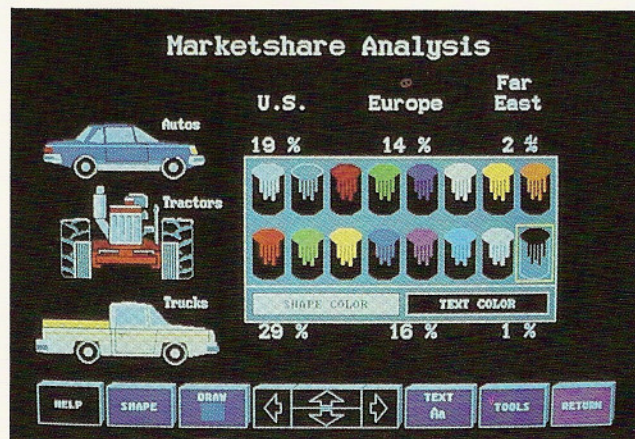 Marketshare Analysis
U.S. Europe Far East
Autos
19 % 14 % 2 %
Tractors
SHAPE COLOR TEXT COLOR
Trucks
29 % 16 % 1 %
HELP SHAPE DRAW TEXT Aa TOOLS RETURN